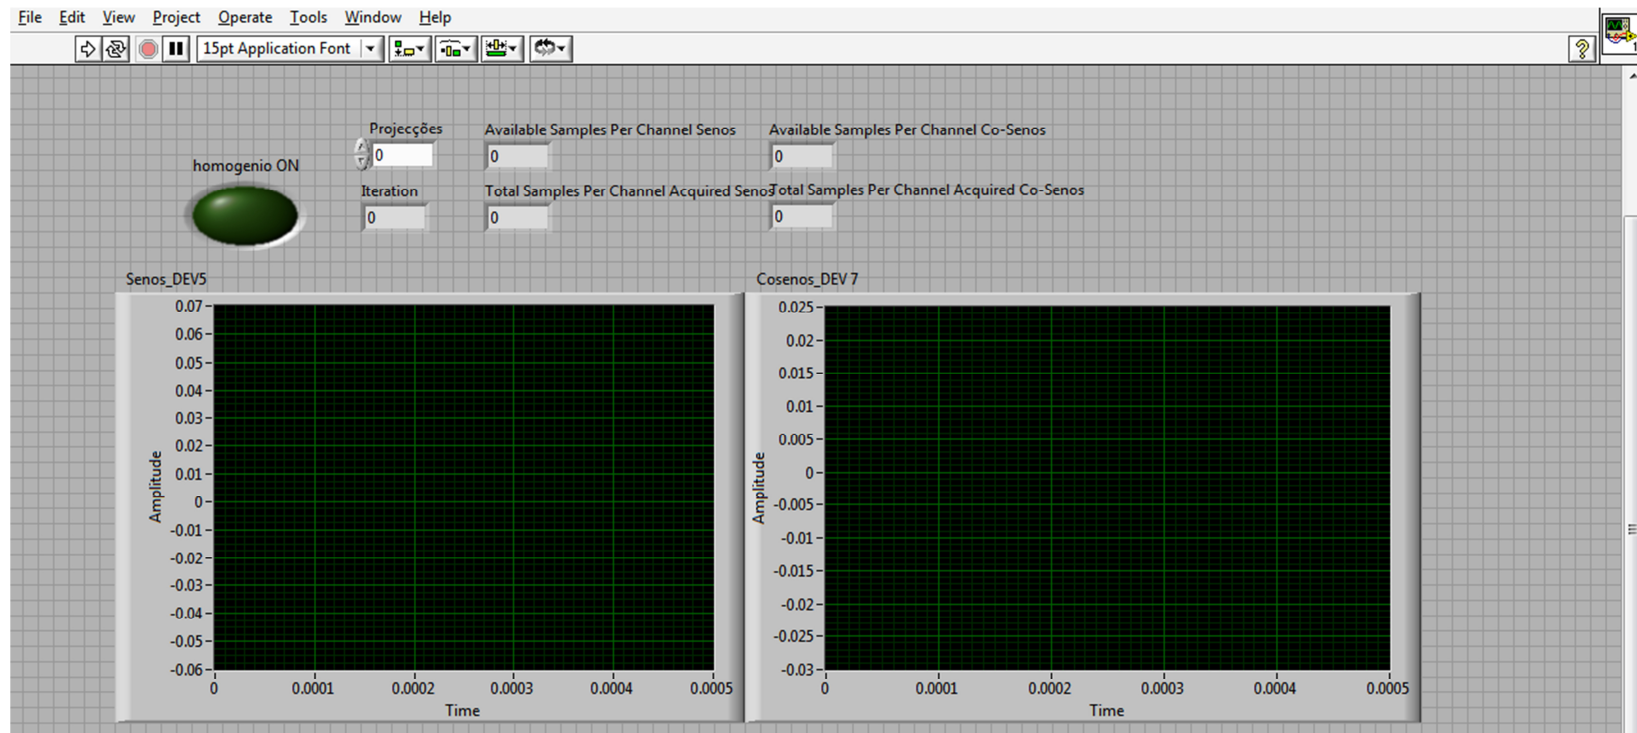 File Edit View Project Operate Tools Window Help
15pt Application Font
?
1
Projecções
Available Samples Per Channel Senos
Available Samples Per Channel Co-Senos
0
0
0
homogenio ON
Iteration
Total Samples Per Channel Acquired Senos
Total Samples Per Channel Acquired Co-Senos
0
0
0
Senos_DEV5
0.07
0.06
0.05
0.04
0.03
0.02
0.01
0
-0.01
-0.02
-0.03
-0.04
-0.05
-0.06
Amplitude
0 0.0001 0.0002 0.0003 0.0004 0.0005
Time
Cosenos_DEV 7
0.025
0.02
0.015
0.01
0.005
0
-0.005
-0.01
-0.015
-0.02
-0.025
-0.03
Amplitude
0 0.0001 0.0002 0.0003 0.0004 0.0005
Time